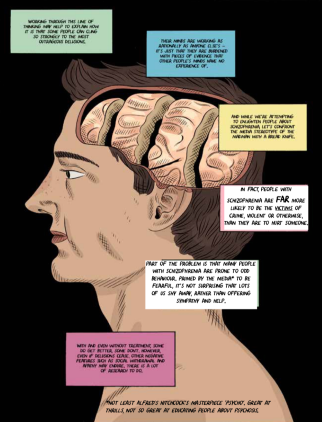 WORKING THROUGH THIS LINE OF
THINKING MAY HELP TO EXPLAIN HOW
IT IS THAT SOME PEOPLE CAN CLING
SO STRONGLY TO THE MOST
OUTRAGEOUS DELUSIONS.
THEIR MINDS ARE WORKING AS
RATIONALLY AS ANYONE ELSE'S –
IT'S JUST THAT THEY ARE BURDENED
WITH PIECES OF EVIDENCE THAT
OTHER PEOPLE'S MINDS HAVE NO
EXPERIENCE OF.
AND WHILE WE'RE ATTEMPTING
TO ENLIGHTEN PEOPLE ABOUT
SCHIZOPHRENIA, LET'S CONFRONT
THE MEDIA STEREOTYPE OF THE
MADMAN WITH A BREAD KNIFE.
IN FACT, PEOPLE WITH
SCHIZOPHRENIA ARE FAR MORE
LIKELY TO BE THE VICTIMS OF
CRIME, VIOLENT OR OTHERWISE,
THAN THEY ARE TO HURT SOMEONE.
PART OF THE PROBLEM IS THAT MANY PEOPLE
WITH SCHIZOPHRENIA ARE PRONE TO ODD
BEHAVIOUR. PRIMED BY THE MEDIA* TO BE
FEARFUL, IT'S NOT SURPRISING THAT LOTS
OF US SHY AWAY, RATHER THAN OFFERING
SYMPATHY AND HELP.
WITH AND EVEN WITHOUT TREATMENT, SOME
DO GET BETTER, SOME DON'T. HOWEVER,
EVEN IF DELUSIONS CEASE, OTHER NEGATIVE
FEATURES SUCH AS SOCIAL WITHDRAWAL AND
APATHY MAY ENDURE. THERE IS A LOT
OF RESEARCH TO DO.
*NOT LEAST ALFRED HITCHCOCK'S MASTERPIECE 'PSYCHO'. GREAT AT
THRILLS, NOT SO GREAT AT EDUCATING PEOPLE ABOUT PSYCHOSIS.